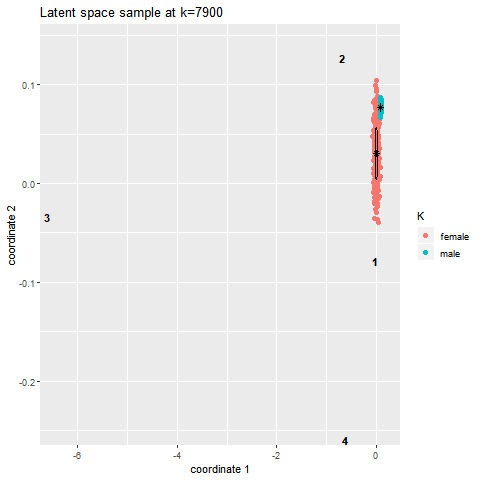 Latent space sample at k=7900
coordinate 2
0.1
0.0
-0.1
-0.2
2
3
1
4
-6
-4
-2
0
coordinate 1
K
female
male